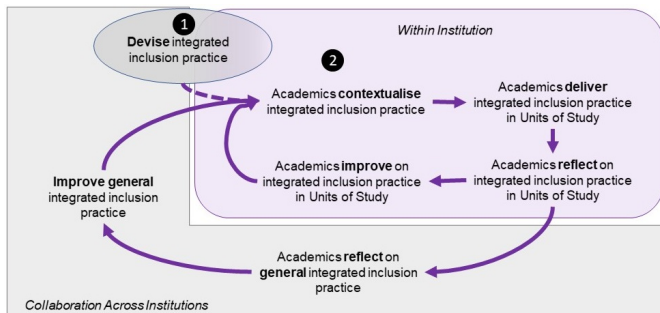 1
Devise integrated
inclusion practice
Within Institution
2
Academics contextualise
integrated inclusion practice
Academics deliver
integrated inclusion practice
in Units of Study
Academics improve on
integrated inclusion practice
in Units of Study
Academics reflect on
integrated inclusion practice
in Units of Study
Improve general
integrated inclusion
practice
Academics reflect on
general integrated inclusion
practice
Collaboration Across Institutions